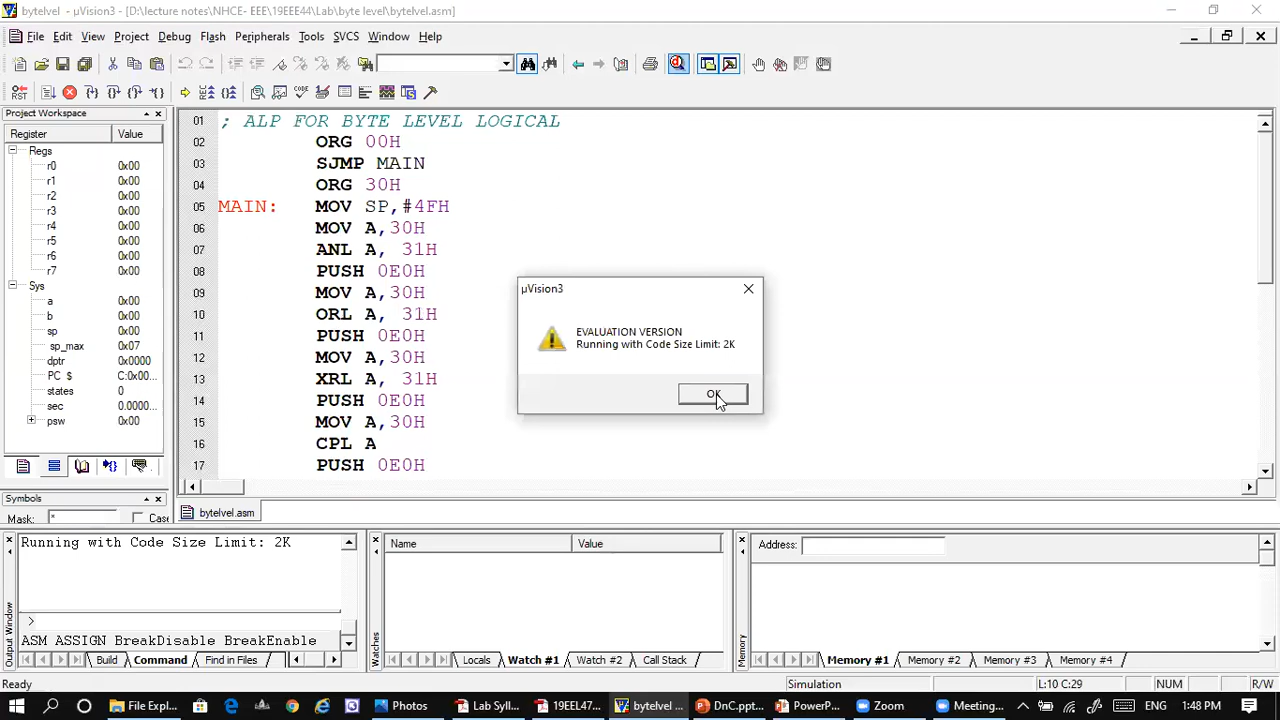 bytelvel - µVision3 - [D:\lecture notes\NHCE- EEE\19EEE44\Lab\byte level\bytelvel.asm]
File Edit View Project Debug Flash Peripherals Tools SVCS Window Help
Project Workspace
Register Value
Regs
r0 0x00
r1 0x00
r2 0x00
r3 0x00
r4 0x00
r5 0x00
r6 0x00
r7 0x00
Sys
a 0x00
b 0x00
sp 0x07
sp_max 0x07
dptr 0x0000
PC $ C:0x00...
states 0
sec 0.0000...
psw 0x00
01 ; ALP FOR BYTE LEVEL LOGICAL
02 ORG 00H
03 SJMP MAIN
04 ORG 30H
05 MAIN: MOV SP,#4FH
06 MOV A,30H
07 ANL A, 31H
08 PUSH 0E0H
09 MOV A,30H
10 ORL A, 31H
11 PUSH 0E0H
12 MOV A,30H
13 XRL A, 31H
14 PUSH 0E0H
15 MOV A,30H
16 CPL A
17 PUSH 0E0H
µVision3
EVALUATION VERSION
Running with Code Size Limit: 2K
OK
Symbols
Mask: * Case
bytelvel.asm
Running with Code Size Limit: 2K
>
ASM ASSIGN BreakDisable BreakEnable
Output Window
Build Command Find in Files
Name Value
Watches
Locals Watch #1 Watch #2 Call Stack
Address:
Memory
Memory #1 Memory #2 Memory #3 Memory #4
Ready Simulation L:10 C:29 NUM R/W
File Expl... Photos Lab Syll... 19EEL47... bytelvel ... DnC.ppt... PowerP... Zoom Meeting... ENG 1:48 PM